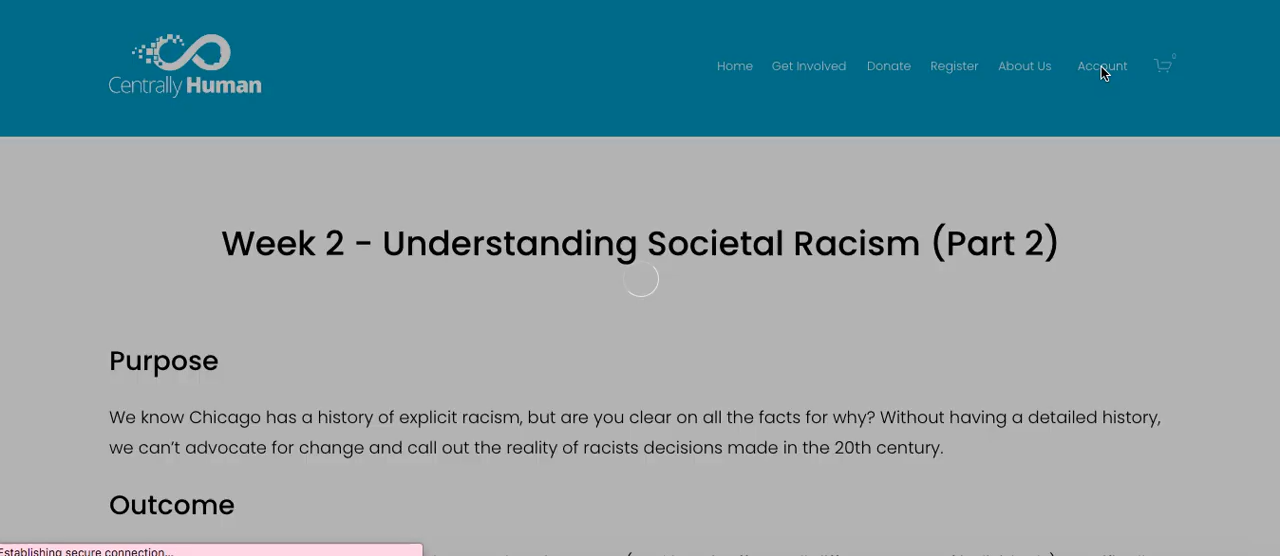 Centrally Human
Home Get Involved Donate Register About Us Account 0
Week 2 - Understanding Societal Racism (Part 2)
Purpose
We know Chicago has a history of explicit racism, but are you clear on all the facts for why? Without having a detailed history,
we can't advocate for change and call out the reality of racists decisions made in the 20th century.
Outcome
Establishing secure connection...